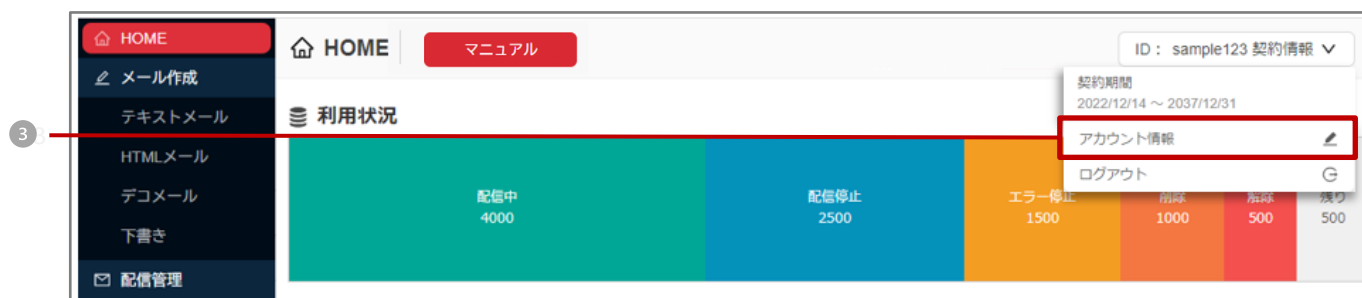 HOME
メール作成
テキストメール
HTMLメール
デコメール
下書き
配信管理
HOME
マニュアル
ID： sample123 契約情報
契約期間
2022/12/14 ～ 2037/12/31
アカウント情報
ログアウト
3
利用状況
配信中
4000
配信停止
2500
エラー停止
1500
削除
1000
解除
500
残り
500